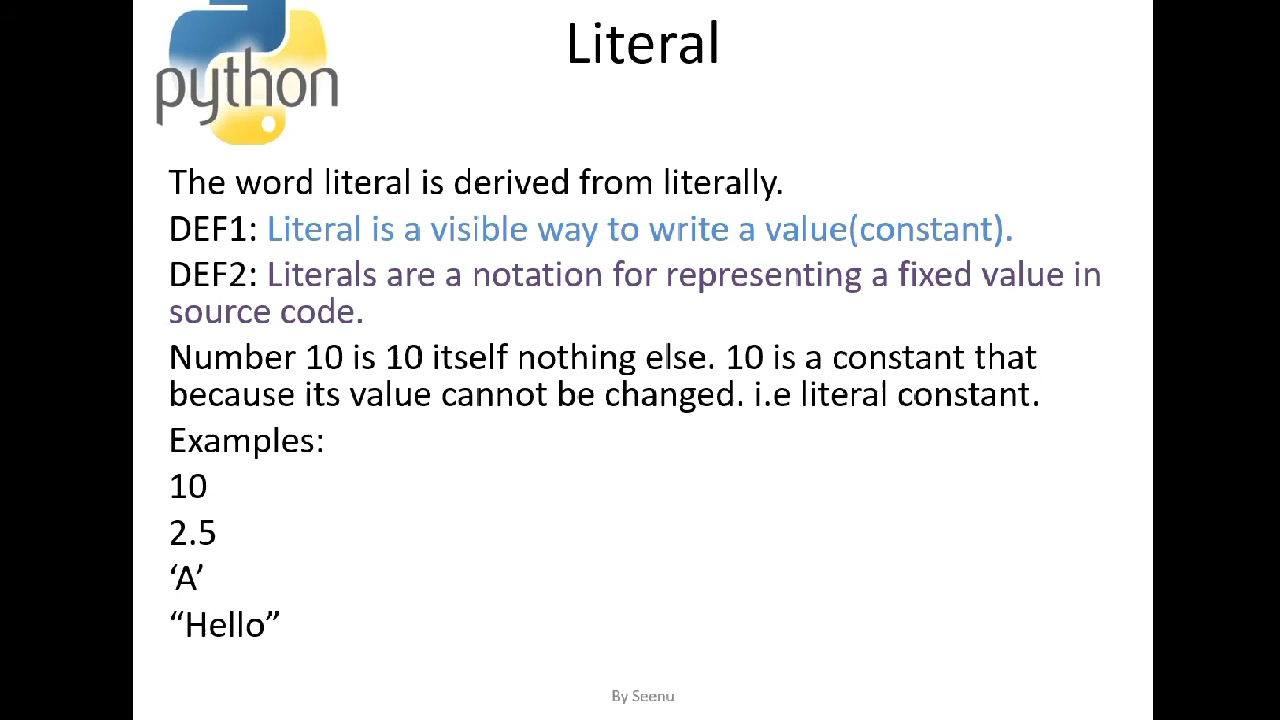 python
Literal
The word literal is derived from literally.
DEF1: Literal is a visible way to write a value(constant).
DEF2: Literals are a notation for representing a fixed value in
source code.
Number 10 is 10 itself nothing else. 10 is a constant that
because its value cannot be changed. i.e literal constant.
Examples:
10
2.5
‘A’
“Hello”
By Seenu